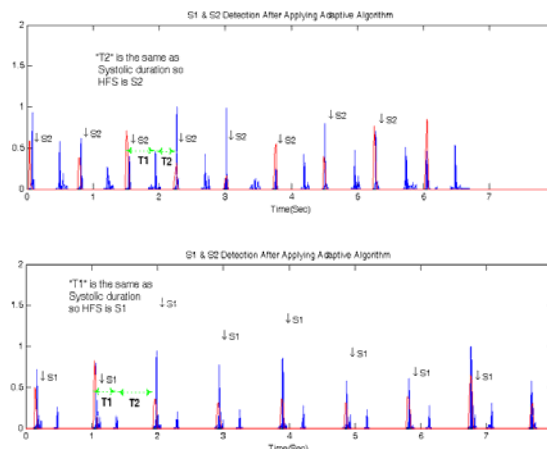 S1 & S2 Detection After Applying Adaptive Algorithm
2
1.5
1
0.5
0
"T2" is the same as
Systolic duration so
HFS is S2
↓S2
↓S2
↓S2
↓S2
↓S2
↓S2
↓S2
↓S2
T1
T2
0 1 2 3 4 5 6 7
Time(Sec)
S1 & S2 Detection After Applying Adaptive Algorithm
2
1.5
1
0.5
0
"T1" is the same as
Systolic duration
so HFS is S1
↓S1
↓S1
↓S1
↓S1
↓S1
↓S1
↓S1
↓S1
T1
T2
0 1 2 3 4 5 6 7 8
Time(Sec)